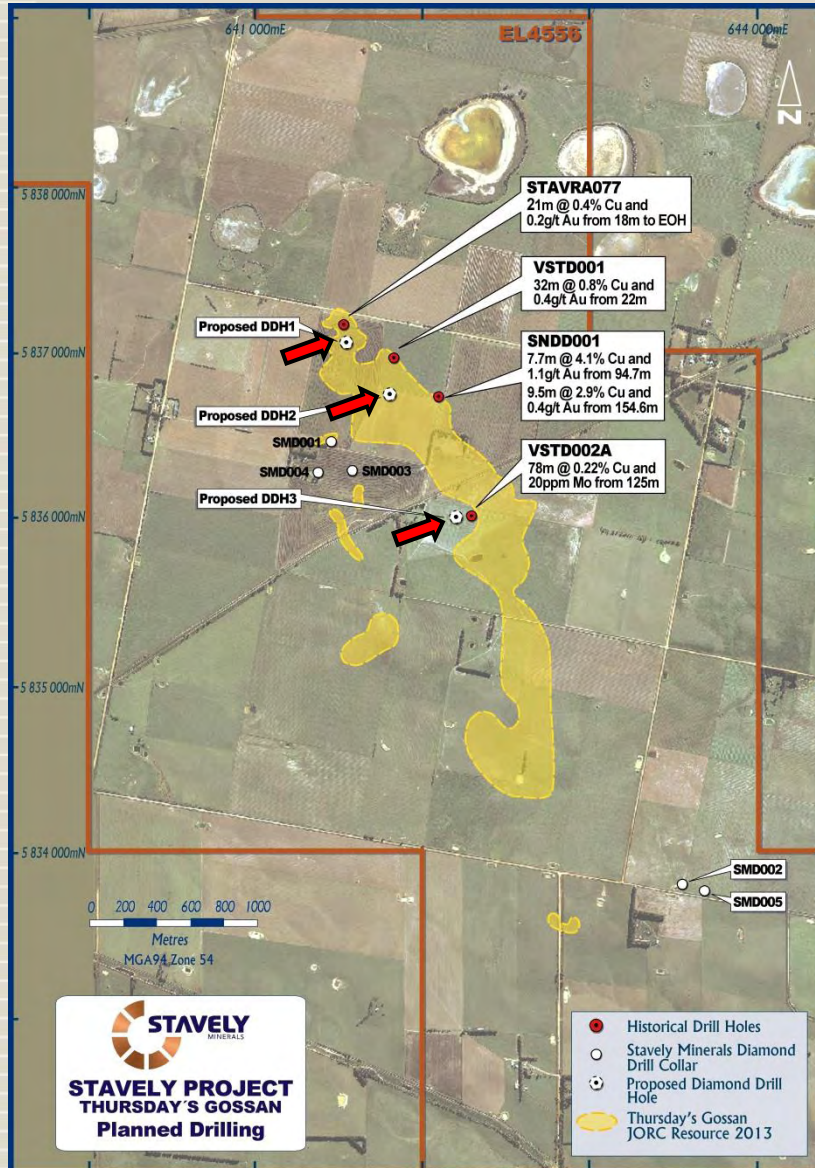 641 000mE
EL4556
644 000mE
N
5 838 000mN
STAVRA077
21m @ 0.4% Cu and
0.2g/t Au from 18m to EOH
VSTD001
32m @ 0.8% Cu and
0.4g/t Au from 22m
Proposed DDH1
5 837 000mN
SNDD001
7.7m @ 4.1% Cu and
1.1g/t Au from 94.7m
9.5m @ 2.9% Cu and
0.4g/t Au from 154.6m
Proposed DDH2
SMD001
SMD004
SMD003
VSTD002A
78m @ 0.22% Cu and
20ppm Mo from 125m
Proposed DDH3
5 836 000mN
5 835 000mN
5 834 000mN
SMD002
SMD005
0 200 400 600 800 1000
Metres
MGA94 Zone 54
STAVELY
MINERALS
STAVELY PROJECT
THURSDAY'S GOSSAN
Planned Drilling
Historical Drill Holes
Stavely Minerals Diamond
Drill Collar
Proposed Diamond Drill
Hole
Thursday's Gossan
JORC Resource 2013